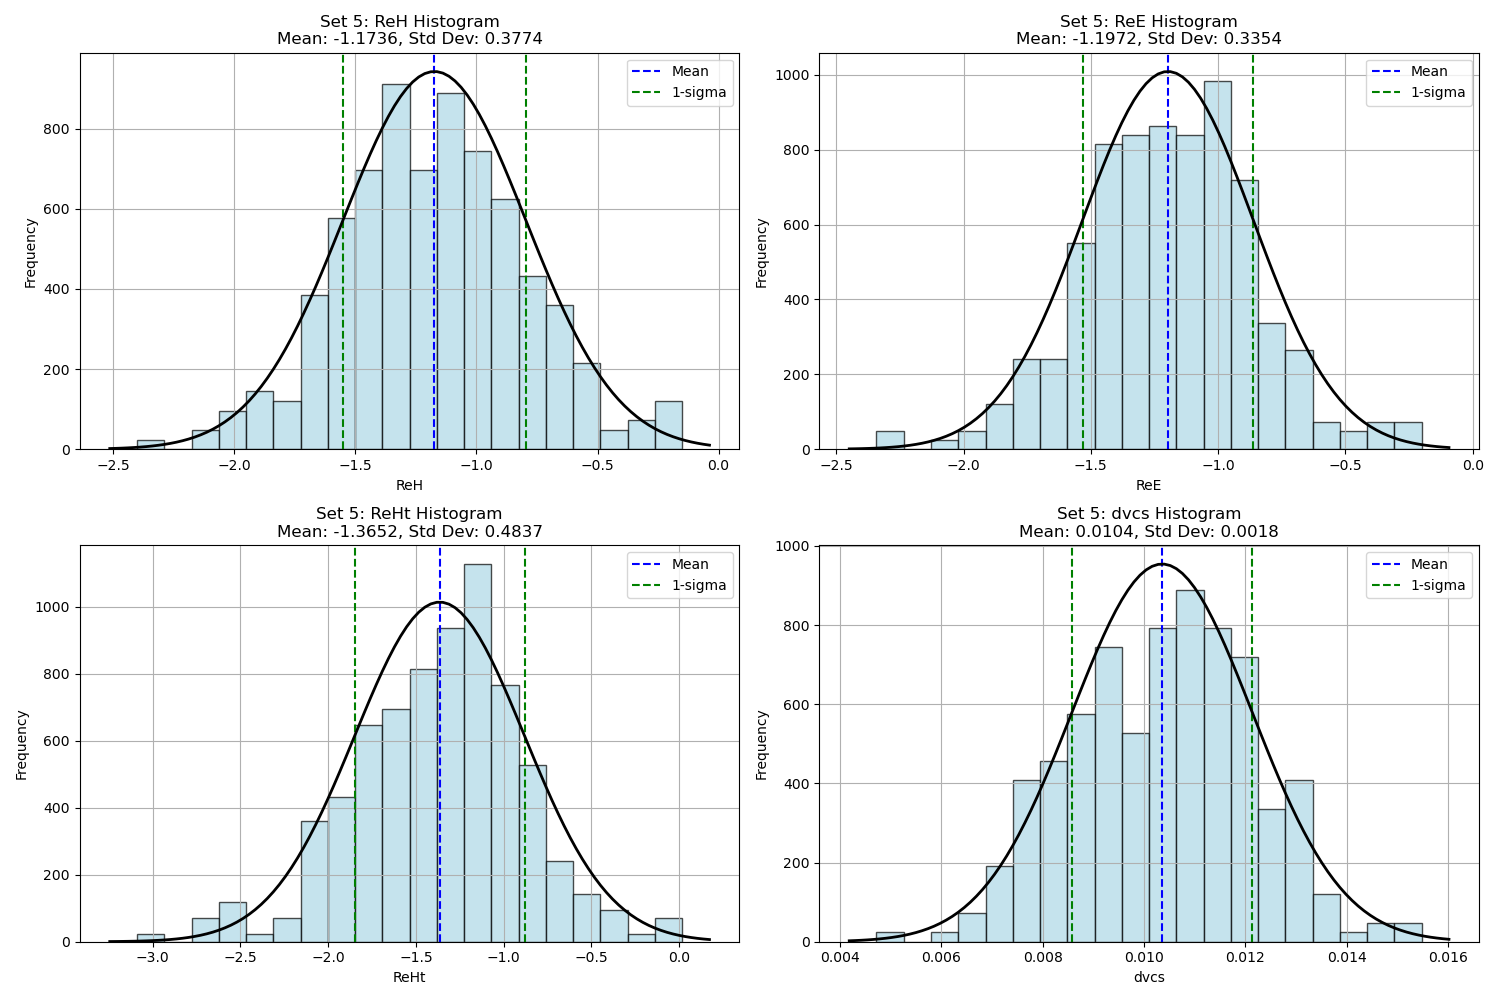 Set 5: ReH Histogram
Mean: -1.1736, Std Dev: 0.3774
Mean
1-sigma
Frequency
800
600
400
200
0
−2.5 −2.0 −1.5 −1.0 −0.5 0.0
ReH
Set 5: ReE Histogram
Mean: -1.1972, Std Dev: 0.3354
Mean
1-sigma
Frequency
1000
800
600
400
200
0
−2.5 −2.0 −1.5 −1.0 −0.5 0.0
ReE
Set 5: ReHt Histogram
Mean: -1.3652, Std Dev: 0.4837
Mean
1-sigma
Frequency
1000
800
600
400
200
0
−3.0 −2.5 −2.0 −1.5 −1.0 −0.5 0.0
ReHt
Set 5: dvcs Histogram
Mean: 0.0104, Std Dev: 0.0018
Mean
1-sigma
Frequency
1000
800
600
400
200
0
0.004 0.006 0.008 0.010 0.012 0.014 0.016
dvcs